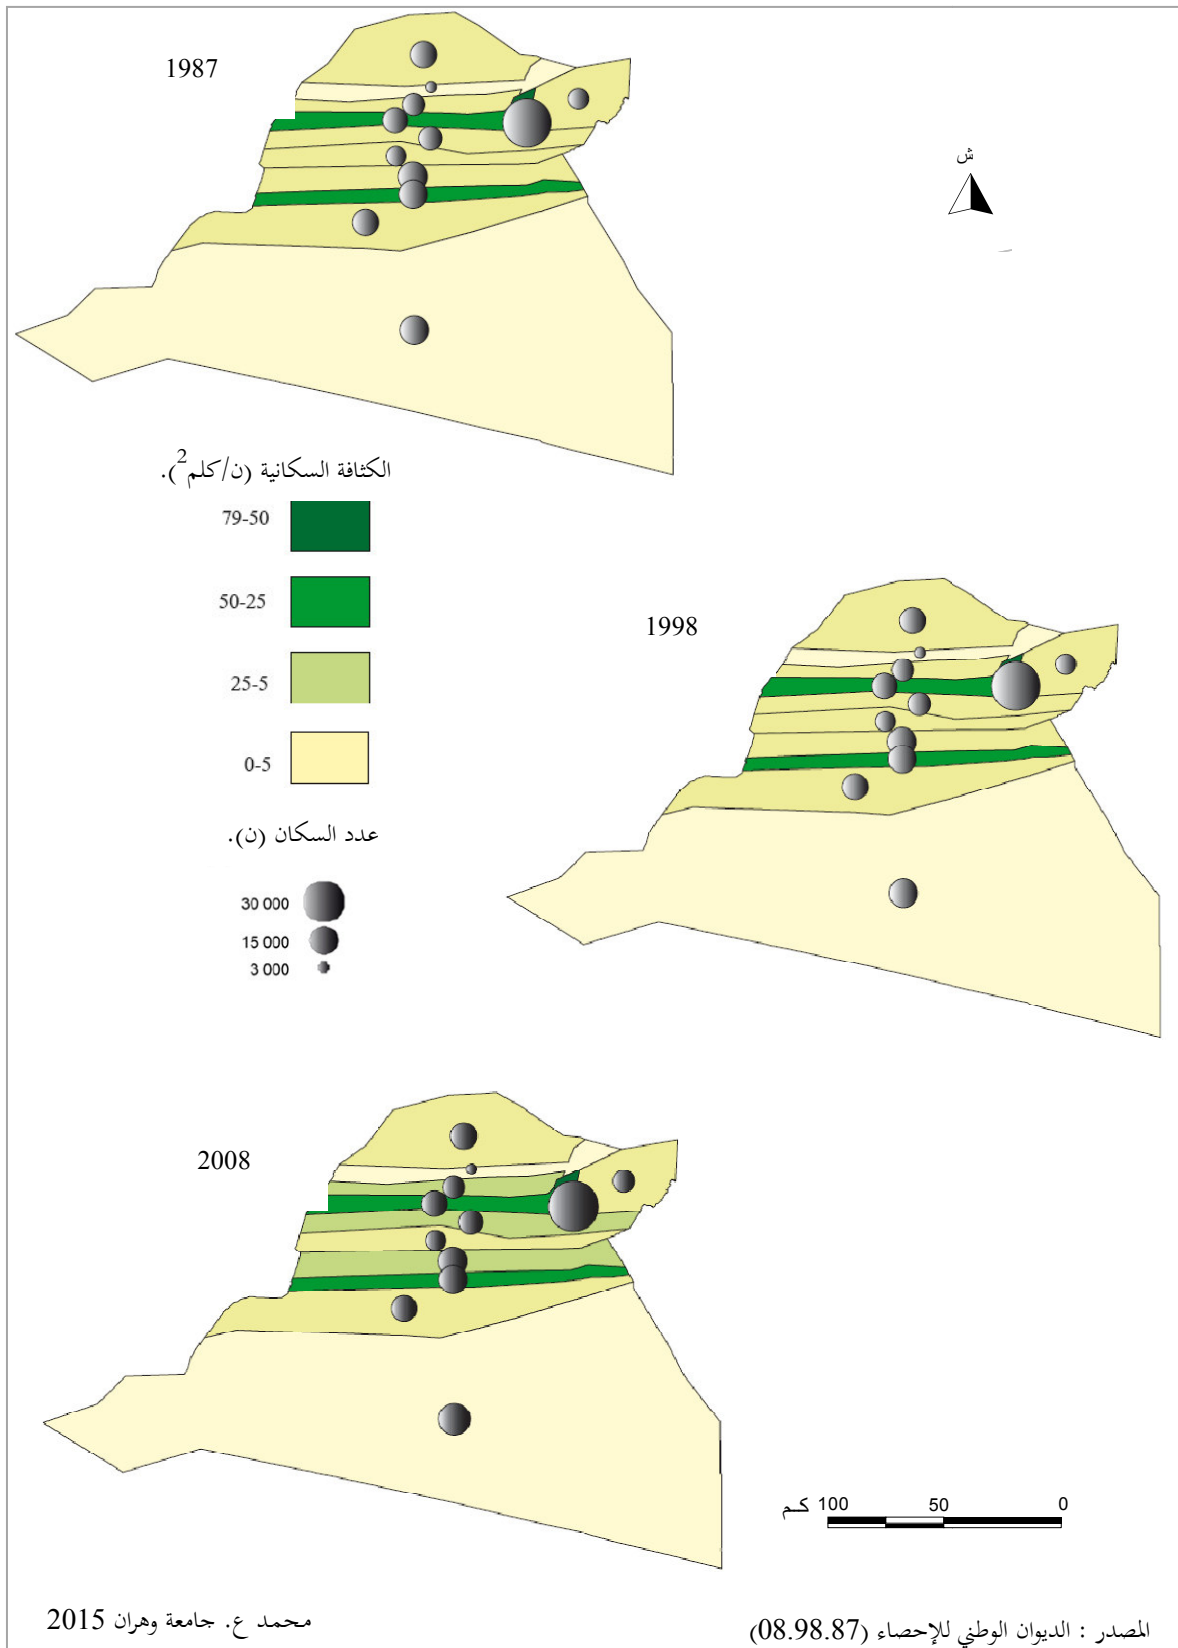 1987
ش
الكثافة السكانية (ن/كلم²).
79-50
50-25
25-5
0-5
1998
عدد السكان (ن).
30 000
15 000
3 000
2008
كم 100 50 0
المصدر : الديوان الوطني للإحصاء (08.98.87)
محمد ع. جامعة وهران 2015